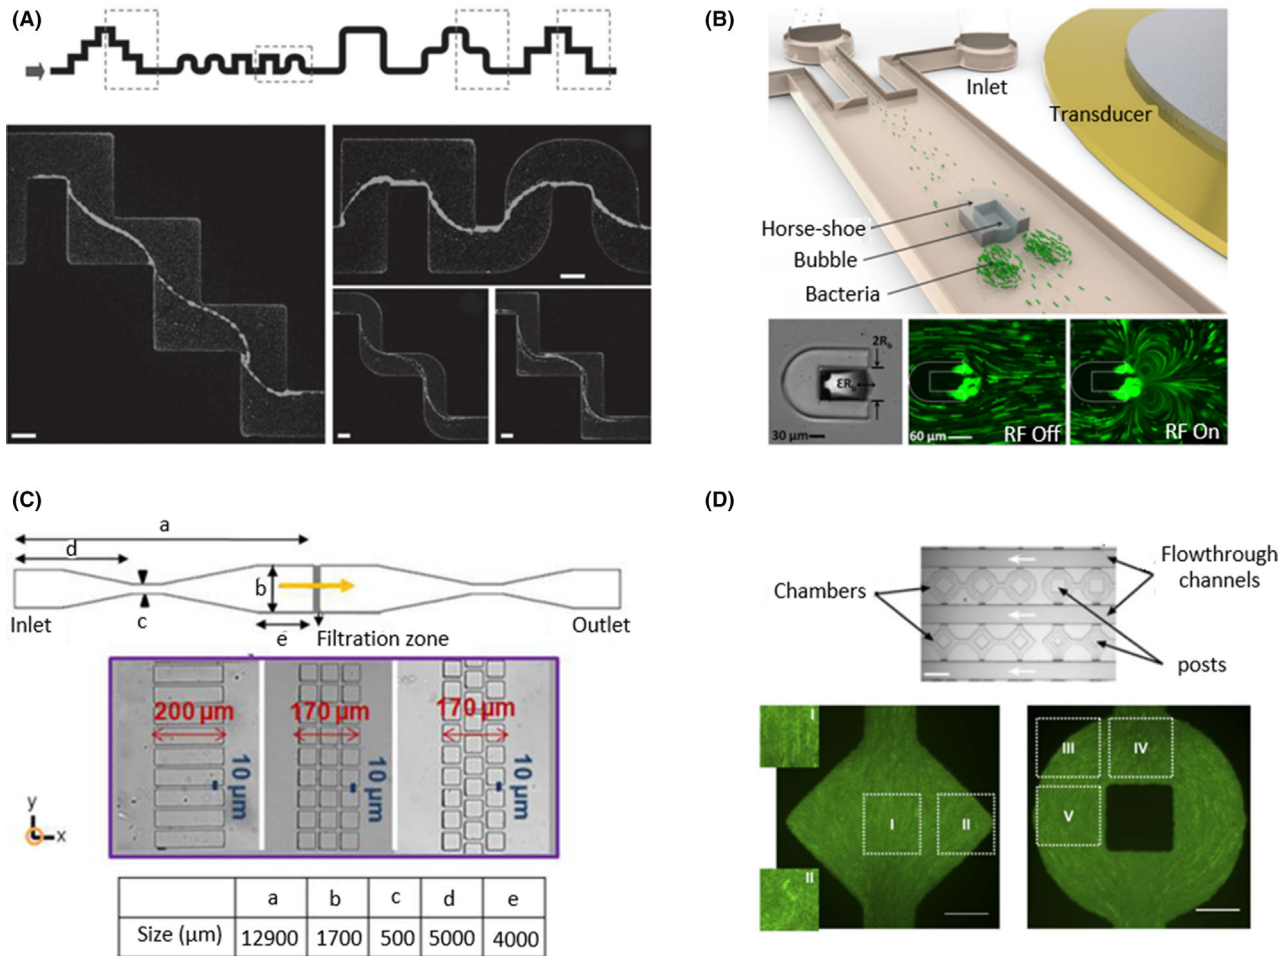 (A)
(B)
Inlet
Transducer
Horse-shoe
Bubble
Bacteria
2Rb
ƐRb
30 µm
60 µm
RF Off
RF On
(C)
a
d
b
c
e
Inlet
Filtration zone
Outlet
200 µm
170 µm
170 µm
10 µm
10 µm
10 µm
y
x
a b c d e
Size (µm) 12900 1700 500 5000 4000
(D)
Chambers
Flowthrough
channels
posts
I
II
I
II
III
IV
V